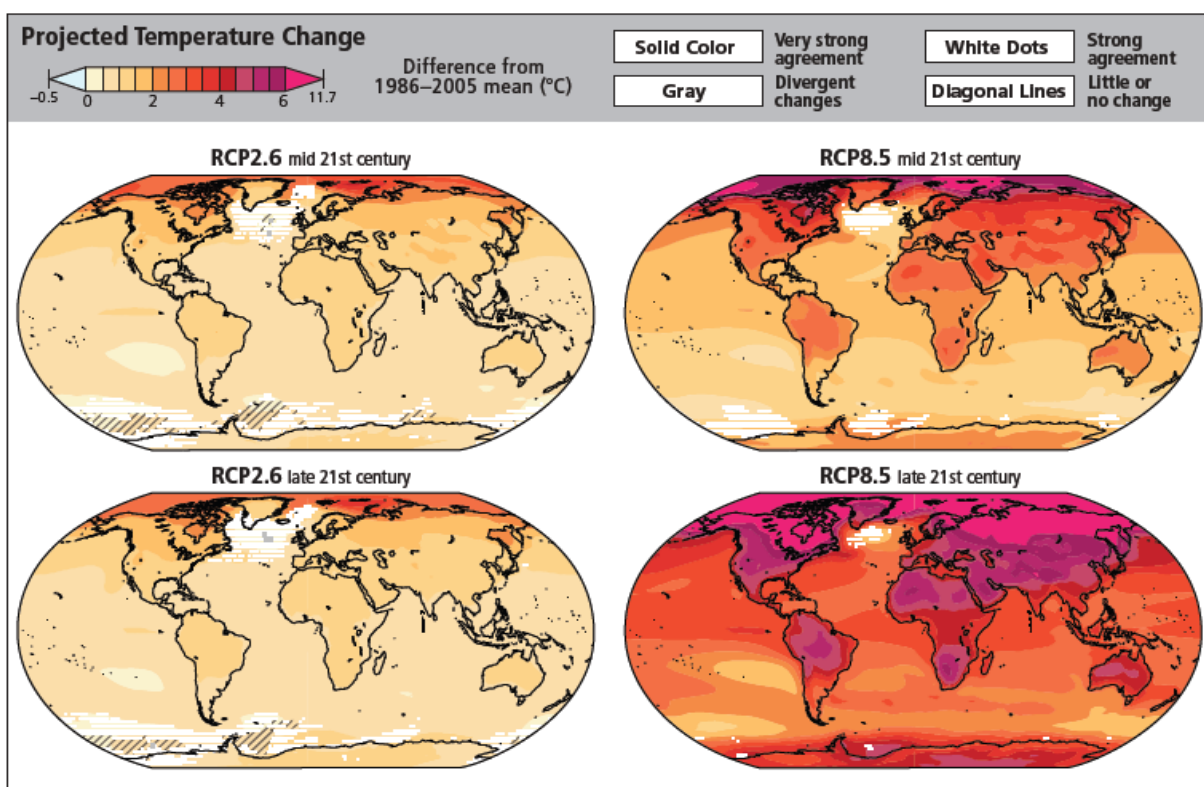 Projected Temperature Change
−0.5 0 2 4 6 11.7
Difference from
1986–2005 mean (°C)
Solid Color
Very strong
agreement
White Dots
Strong
agreement
Gray
Divergent
changes
Diagonal Lines
Little or
no change
RCP2.6 mid 21st century
RCP8.5 mid 21st century
RCP2.6 late 21st century
RCP8.5 late 21st century